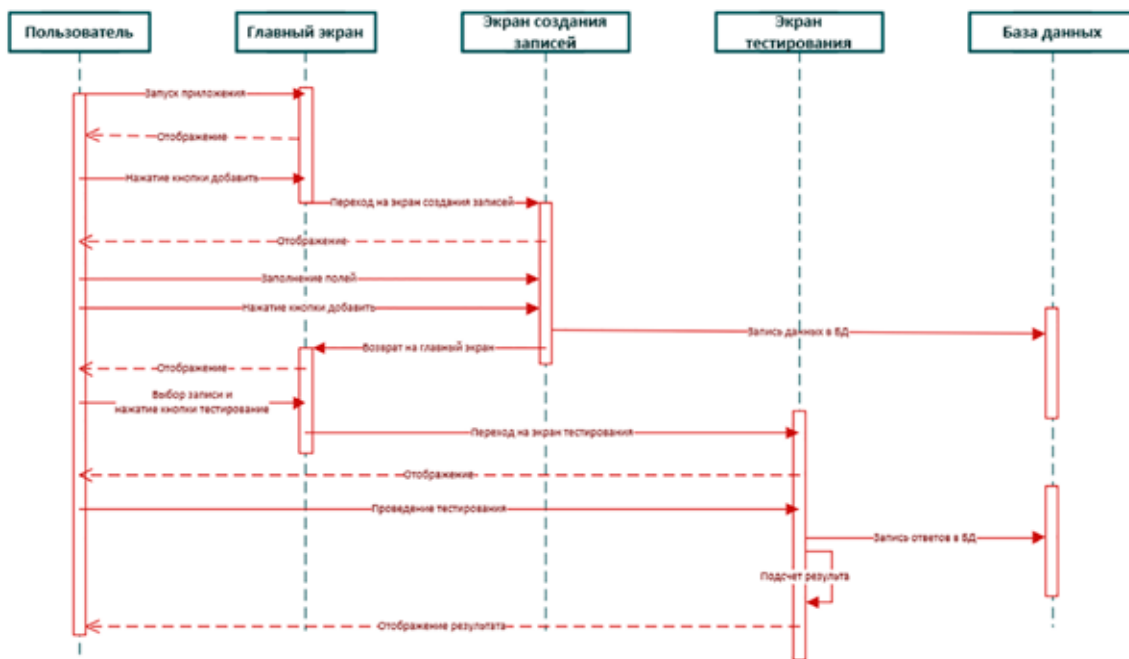 Пользователь
Главный экран
Экран создания
записей
Экран
тестирования
База данных
Запуск приложения
Отображение
Нажатие кнопки добавить
Переход на экран создания записей
Отображение
Заполнение полей
Нажатие кнопки добавить
Запись данных в БД
Возврат на главный экран
Отображение
Выбор записи и
нажатие кнопки тестирование
Переход на экран тестирования
Отображение
Проведение тестирования
Запись ответов в БД
Подсчет результа
Отображение результата